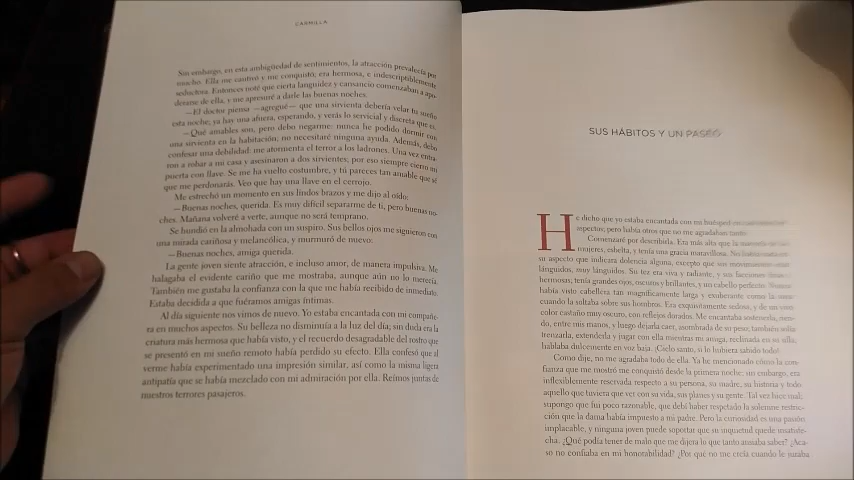 CARMILLA
Sin embargo, en esta ambigüedad de sentimientos, la atracción prevalecía por
mucho. Ella me cautivó y me conquistó; era hermosa, e indescriptiblemente
seductora. Entonces noté que cierta languidez y cansancio comenzaban a apo-
derarse de ella, y me apresuré a darle las buenas noches.
—El doctor piensa —agregué— que una sirvienta debería velar tu sueño
esta noche; ya hay una afuera, esperando, y verás lo servicial y discreta que es.
—Qué amables son, pero debo negarme: nunca he podido dormir con
una sirvienta en la habitación; no necesitaré ninguna ayuda. Además, debo
confesar una debilidad: me atormenta el terror a los ladrones. Una vez entra-
ron a robar a mi casa y asesinaron a dos sirvientes; por eso siempre cierro mi
puerta con llave. Se me ha vuelto costumbre, y tú pareces tan amable que sé
que me perdonarás. Veo que hay una llave en el cerrojo.
Me estrechó un momento en sus lindos brazos y me dijo al oído:
—Buenas noches, querida. Es muy difícil separarme de ti, pero buenas no-
ches. Mañana volveré a verte, aunque no será temprano.
Se hundió en la almohada con un suspiro. Sus bellos ojos me siguieron con
una mirada cariñosa y melancólica, y murmuró de nuevo:
—Buenas noches, amiga querida.
La gente joven siente atracción, e incluso amor, de manera impulsiva. Me
halagaba el evidente cariño que me mostraba, aunque aún no lo merecía.
También me gustaba la confianza con la que me había recibido de inmediato.
Estaba decidida a que fuéramos amigas íntimas.
Al día siguiente nos vimos de nuevo. Yo estaba encantada con mi compañe-
ra en muchos aspectos. Su belleza no disminuía a la luz del día; sin duda era la
criatura más hermosa que había visto, y el recuerdo desagradable del rostro que
se presentó en mi sueño remoto había perdido su efecto. Ella confesó que al
verme había experimentado una impresión similar, así como la misma ligera
antipatía que se había mezclado con mi admiración por ella. Reímos juntas de
nuestros terrores pasajeros.
SUS HÁBITOS Y UN PASEO
He dicho que yo estaba encantada con mi huésped
aspectos, pero había otros que no me agradaban tanto.
Comenzaré por describirla. Era más alta que la
mujeres, esbelta, y tenía una gracia maravillosa. No
su aspecto que indicara dolencia alguna, excepto que sus movimientos
lánguidos, muy lánguidos. Su tez era viva y radiante, y sus facciones
hermosas; tenía grandes ojos, oscuros y brillantes, y un cabello perfecto.
había visto cabellera tan magníficamente larga y exuberante como la
cuando la soltaba sobre sus hombros. Era exquisitamente sedosa, y de un
color castaño muy oscuro, con reflejos dorados. Me encantaba sostenerla,
do, entre mis manos, y luego dejarla caer, asombrada de su peso; también solía
trenzarla, extenderla y jugar con ella mientras mi amiga, reclinada en su silla,
hablaba dulcemente en voz baja. ¡Cielo santo, si lo hubiera sabido todo!
Como dije, no me agradaba todo de ella. Ya he mencionado cómo la con-
fianza que me mostró me conquistó desde la primera noche; sin embargo, era
inflexiblemente reservada respecto a su persona, su madre, su historia y todo
aquello que tuviera que ver con su vida, sus planes y su gente. Tal vez hice mal;
supongo que fui poco razonable, que debí haber respetado la solemne restric-
ción que la dama había impuesto a mi padre. Pero la curiosidad es una pasión
implacable, y ninguna joven puede soportar que su inquietud quede insatisfe-
cha. ¿Qué podía tener de malo que me dijera lo que tanto ansiaba saber? ¿Aca-
so no confiaba en mi honorabilidad? ¿Por qué no me creía cuando le juraba